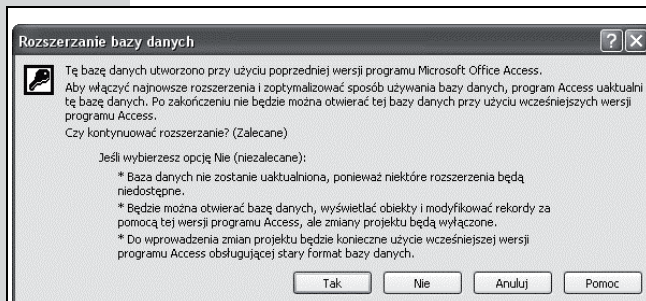 Rozszerzanie bazy danych
Tę bazę danych utworzono przy użyciu poprzedniej wersji programu Microsoft Office Access.
Aby włączyć najnowsze rozszerzenia i zoptymalizować sposób używania bazy danych, program Access uaktualni
tę bazę danych. Po zakończeniu nie będzie można otwierać tej bazy danych przy użyciu wcześniejszych wersji
programu Access.
Czy kontynuować rozszerzanie? (Zalecane)
Jeśli wybierzesz opcję Nie (niezalecane):
* Baza danych nie zostanie uaktualniona, ponieważ niektóre rozszerzenia będą
niedostępne.
* Będzie można otwierać bazę danych, wyświetlać obiekty i modyfikować rekordy za
pomocą tej wersji programu Access, ale zmiany projektu będą wyłączone.
* Do wprowadzenia zmian projektu będzie konieczne użycie wcześniejszej wersji
programu Access obsługującej stary format bazy danych.
Tak Nie Anuluj Pomoc